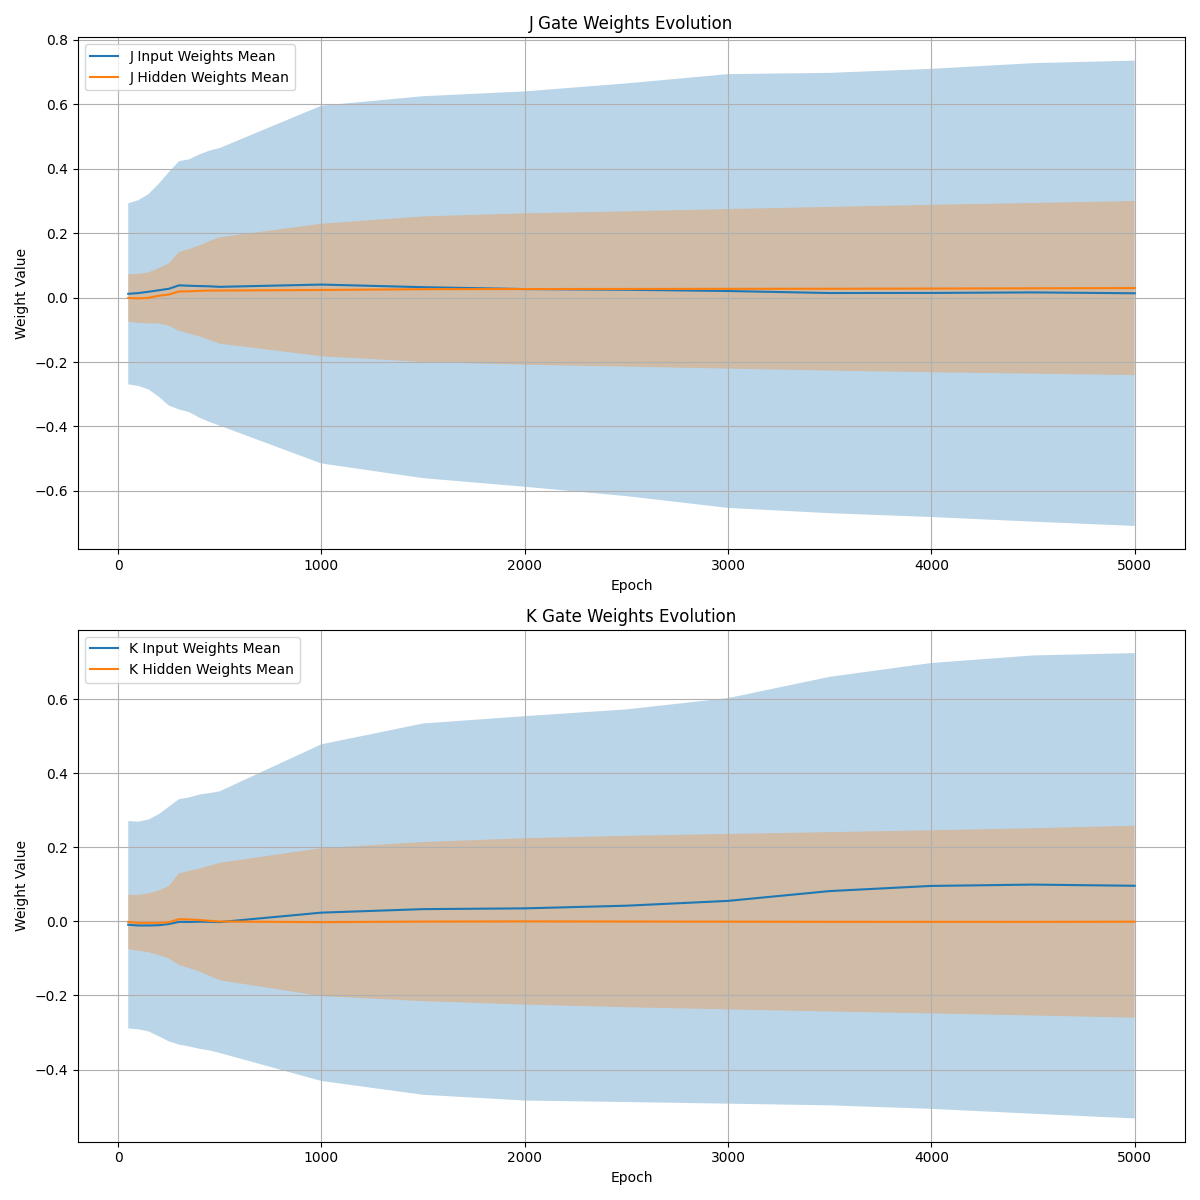 J Gate Weights Evolution
J Input Weights Mean
J Hidden Weights Mean
Weight Value
0.8
0.6
0.4
0.2
0.0
−0.2
−0.4
−0.6
0 1000 2000 3000 4000 5000
Epoch
K Gate Weights Evolution
K Input Weights Mean
K Hidden Weights Mean
Weight Value
0.6
0.4
0.2
0.0
−0.2
−0.4
0 1000 2000 3000 4000 5000
Epoch